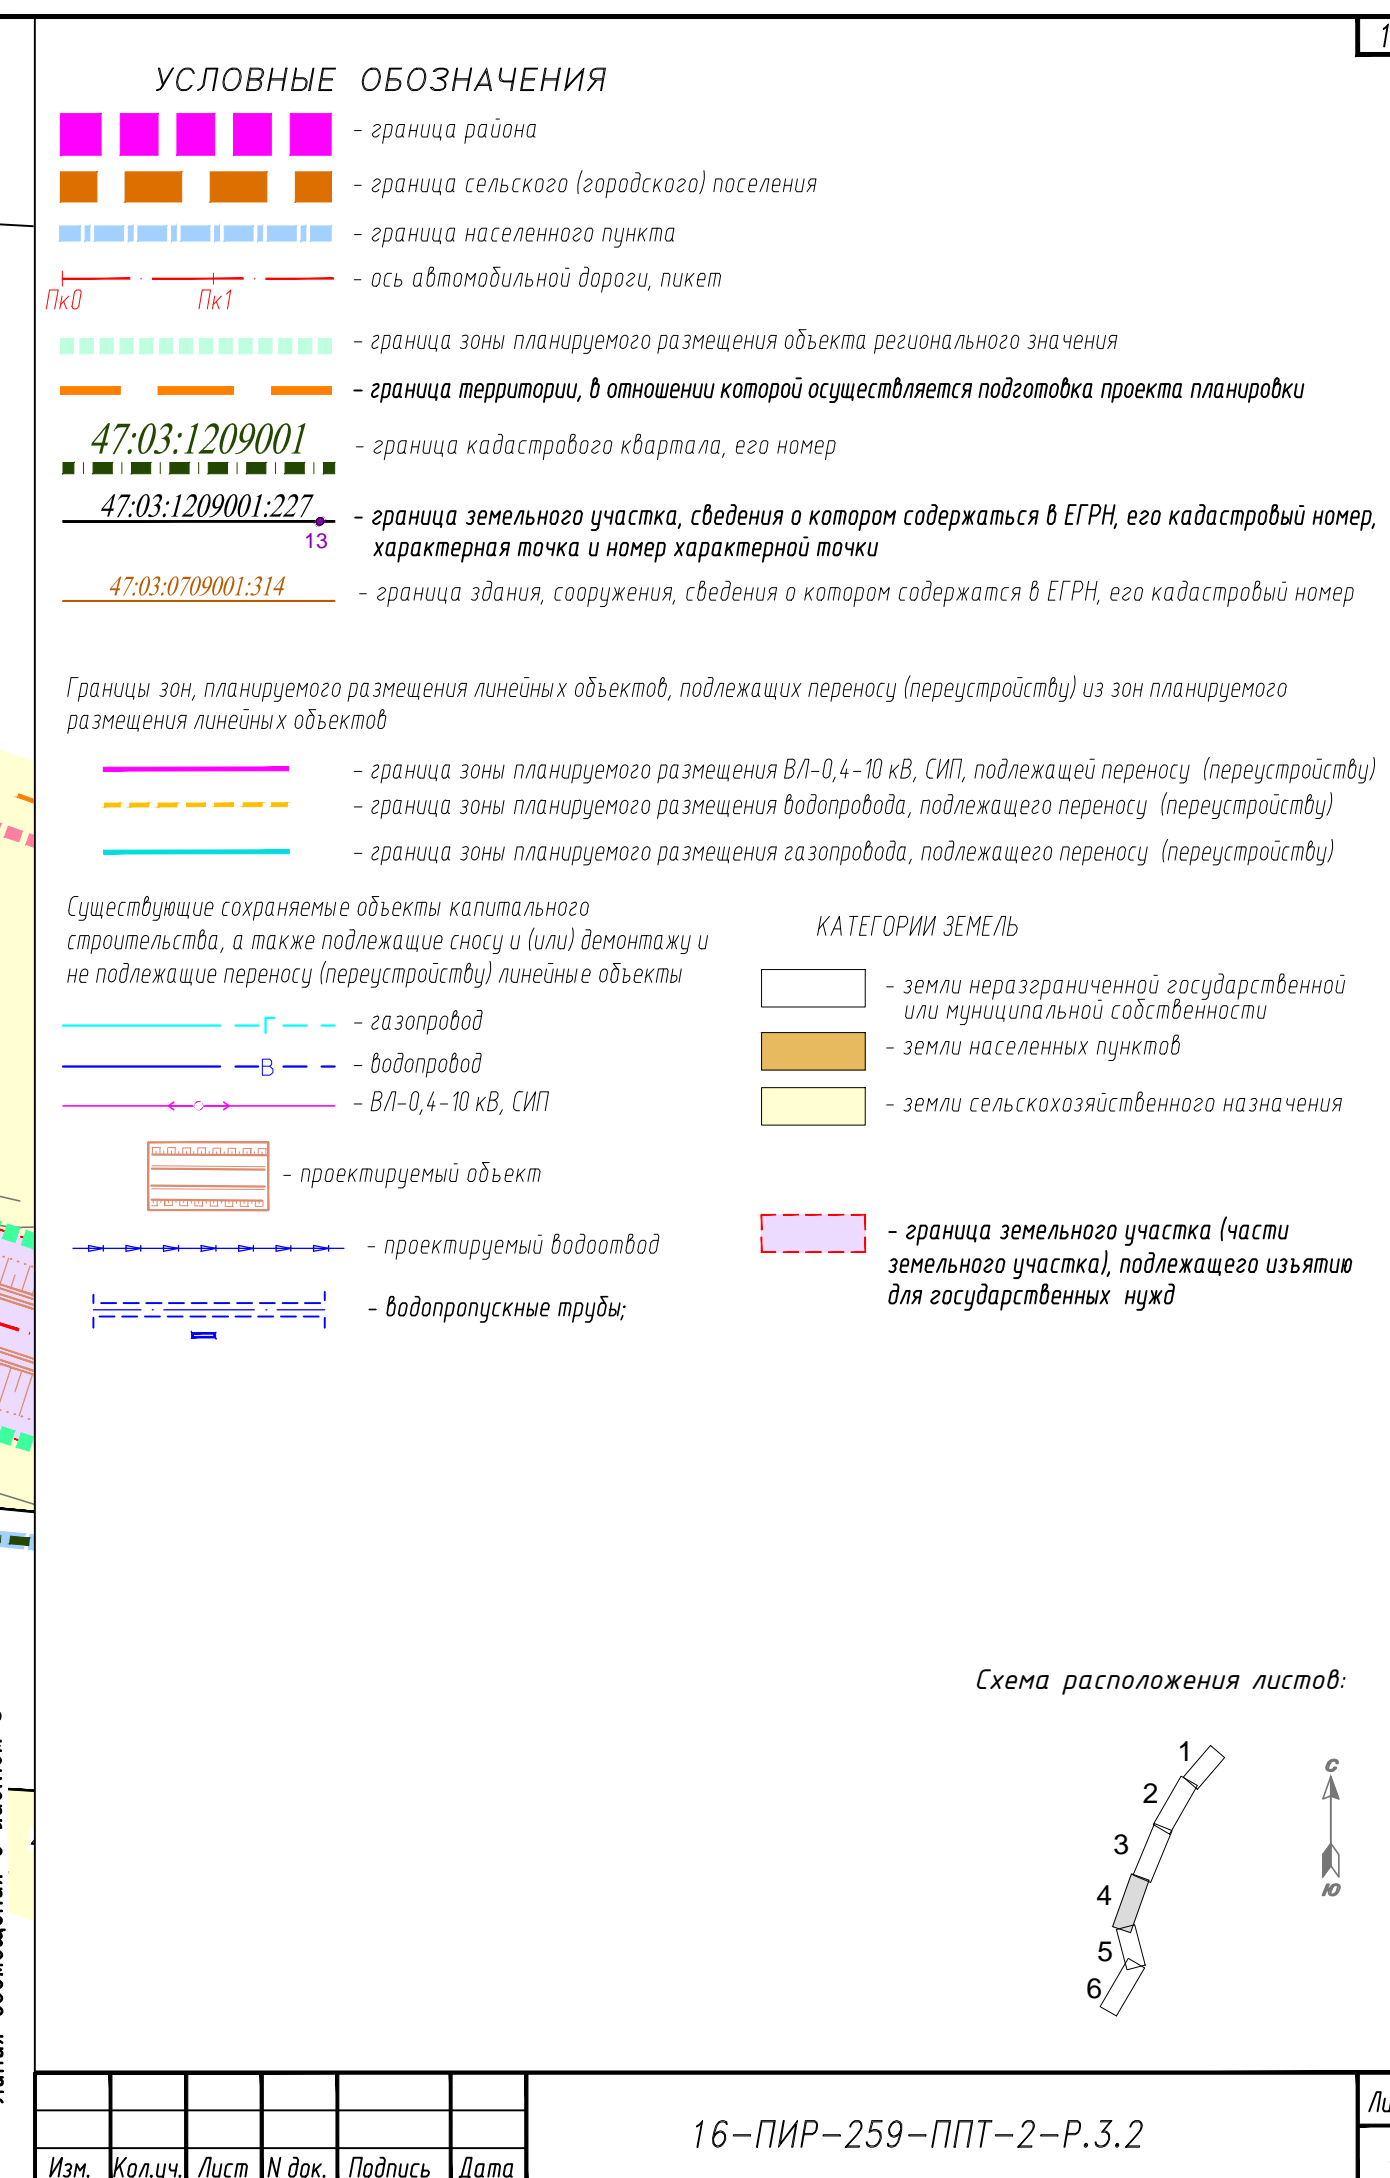 1
УСЛОВНЫЕ ОБОЗНАЧЕНИЯ
- граница района
- граница сельского (городского) поселения
- граница населенного пункта
- ось автомобильной дороги, пикет
Пк0 Пк1
- граница зоны планируемого размещения объекта регионального значения
- граница территории, в отношении которой осуществляется подготовка проекта планировки
47:03:1209001
- граница кадастрового квартала, его номер
47:03:1209001:227
13
- граница земельного участка, сведения о котором содержаться в ЕГРН, его кадастровый номер,
характерная точка и номер характерной точки
47:03:0709001:314
- граница здания, сооружения, сведения о котором содержатся в ЕГРН, его кадастровый номер
Границы зон, планируемого размещения линейных объектов, подлежащих переносу (переустройству) из зон планируемого
размещения линейных объектов
- граница зоны планируемого размещения ВЛ-0,4-10 кВ, СИП, подлежащей переносу (переустройству)
- граница зоны планируемого размещения водопровода, подлежащего переносу (переустройству)
- граница зоны планируемого размещения газопровода, подлежащего переносу (переустройству)
Существующие сохраняемые объекты капитального
строительства, а также подлежащие сносу и (или) демонтажу и
не подлежащие переносу (переустройству) линейные объекты
Г - газопровод
В - водопровод
- ВЛ-0,4-10 кВ, СИП
- проектируемый объект
- проектируемый водоотвод
- водопропускные трубы;
КАТЕГОРИИ ЗЕМЕЛЬ
- земли неразграниченной государственной
или муниципальной собственности
- земли населенных пунктов
- земли сельскохозяйственного назначения
- граница земельного участка (части
земельного участка), подлежащего изъятию
для государственных нужд
Схема расположения листов:
1
2
3
4
5
6
С
Ю
16-ПИР-259-ППТ-2-Р.3.2
Изм. Кол.уч. Лист N док. Подпись Дата